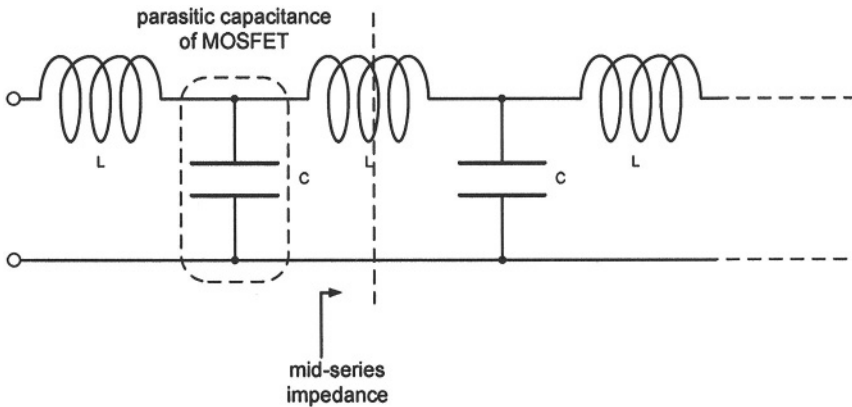 parasitic capacitance
of MOSFET
L
C
L
C
L
mid-series
impedance